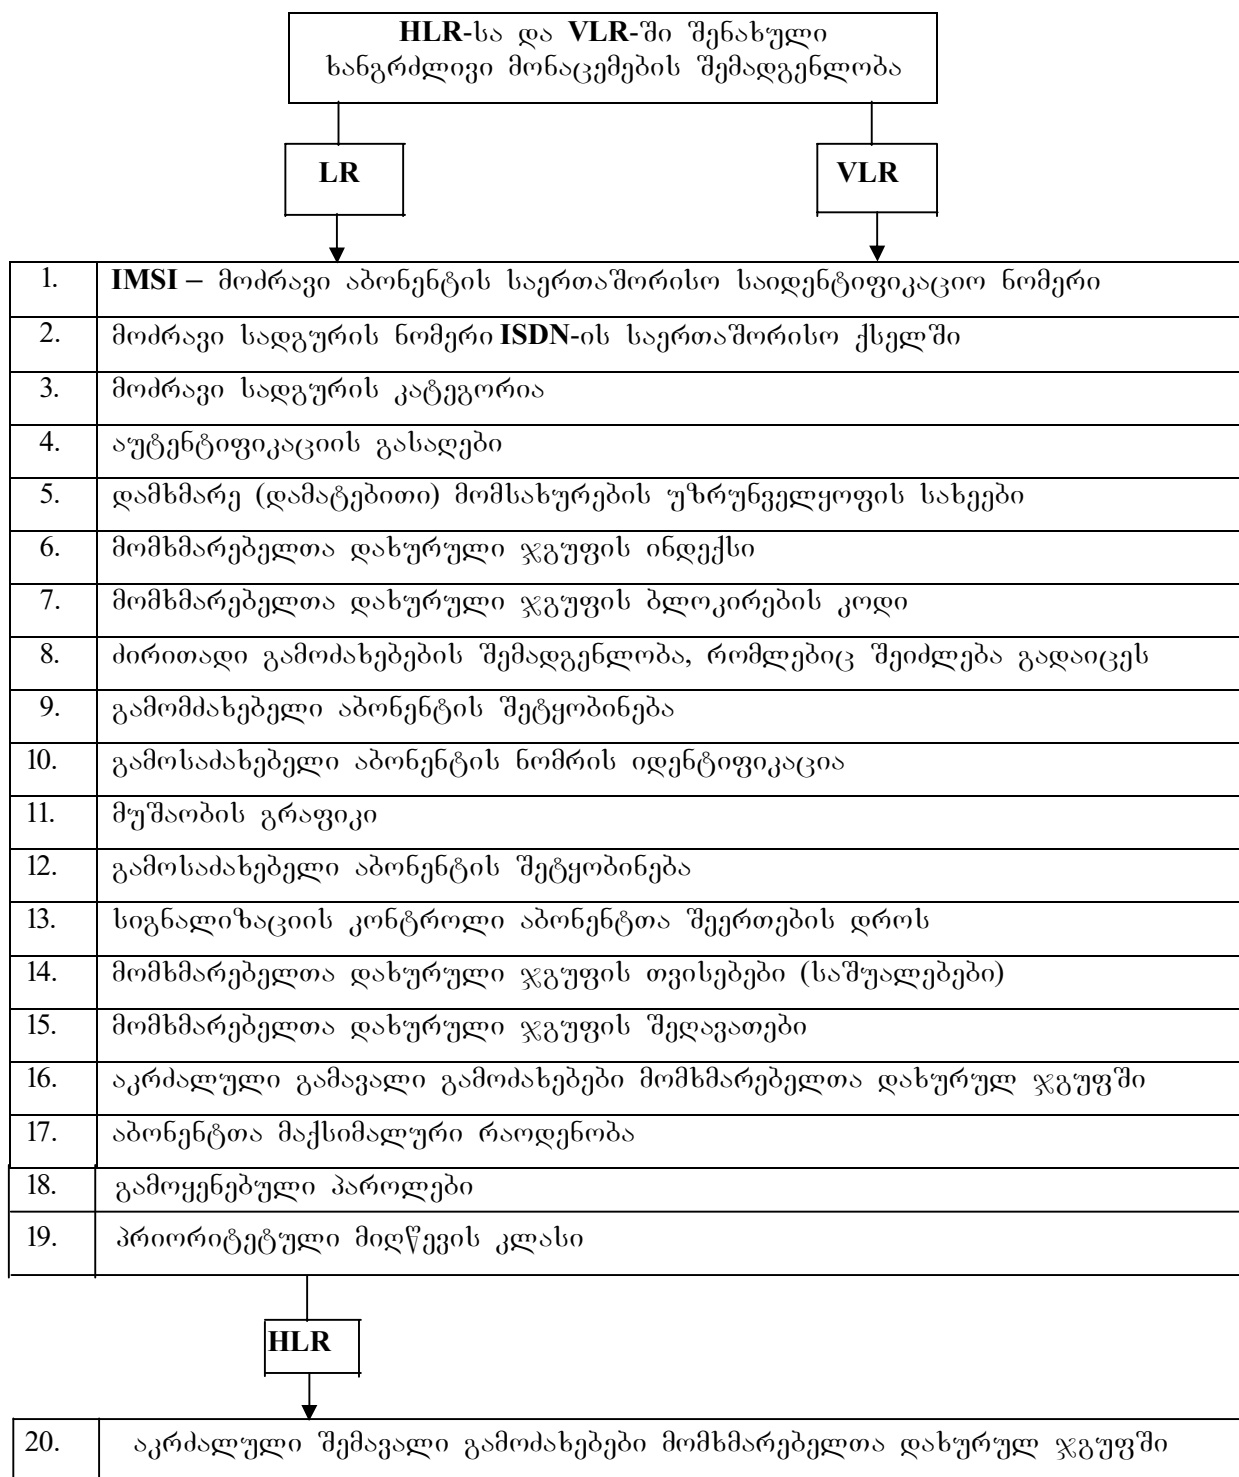 HLR-სა და VLR-ში შენახული
ხანგრძლივი მონაცემების შემადგენლობა
LR
VLR
1. IMSI – მოძრავი აბონენტის საერთაშორისო საიდენტიფიკაციო ნომერი
2. მოძრავი სადგურის ნომერი ISDN-ის საერთაშორისო ქსელში
3. მოძრავი სადგურის კატეგორია
4. აუტენტიფიკაციის გასაღები
5. დამხმარე (დამატებითი) მომსახურების უზრუნველყოფის სახეები
6. მომხმარებელთა დახურული ჯგუფის ინდექსი
7. მომხმარებელთა დახურული ჯგუფის ბლოკირების კოდი
8. ძირითადი გამოძახებების შემადგენლობა, რომლებიც შეიძლება გადაიცეს
9. გამომძახებელი აბონენტის შეტყობინება
10. გამოსაძახებელი აბონენტის ნომრის იდენტიფიკაცია
11. მუშაობის გრაფიკი
12. გამოსაძახებელი აბონენტის შეტყობინება
13. სიგნალიზაციის კონტროლი აბონენტთა შეერთების დროს
14. მომხმარებელთა დახურული ჯგუფის თვისებები (საშუალებები)
15. მომხმარებელთა დახურული ჯგუფის შეღავათები
16. აკრძალული გამავალი გამოძახებები მომხმარებელთა დახურულ ჯგუფში
17. აბონენტთა მაქსიმალური რაოდენობა
18. გამოყენებული პაროლები
19. პრიორიტეტული მიღწევის კლასი
HLR
20. აკრძალული შემავალი გამოძახებები მომხმარებელთა დახურულ ჯგუფში